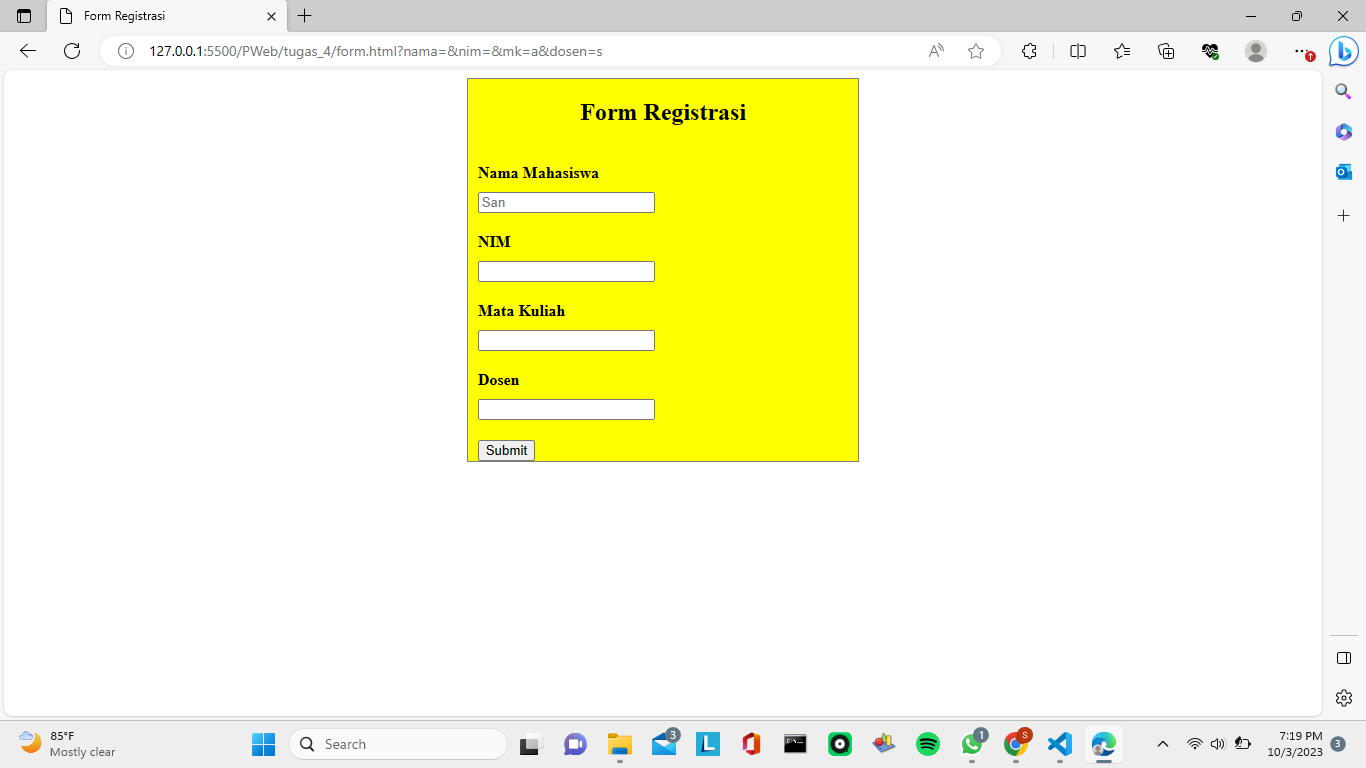 Form Registrasi
127.0.0.1:5500/PWeb/tugas_4/form.html?nama=&nim=&mk=a&dosen=s
Form Registrasi
Nama Mahasiswa
San
NIM
Mata Kuliah
Dosen
Submit
85°F
Mostly clear
Search
3
L
1
S
7:19 PM
10/3/2023
3